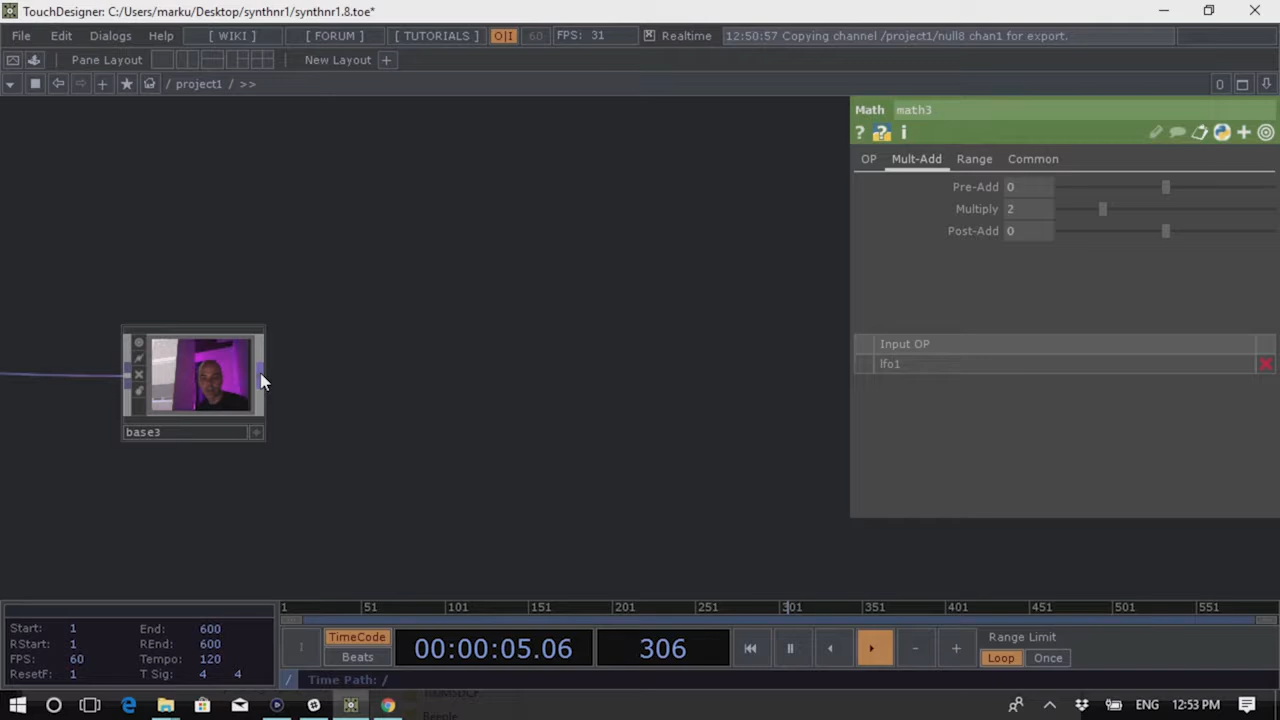 TouchDesigner: C:/Users/marku/Desktop/synthnr1/synthnr1.8.toe*
File Edit Dialogs Help [ WIKI ] [ FORUM ] [ TUTORIALS ] O|I 60 FPS: 31 Realtime 12:50:57 Copying channel /project1/null8 chan1 for export.
Pane Layout New Layout +
/ project1 / >> 0
Math math3
? ? i
OP Mult-Add Range Common
Pre-Add 0
Multiply 2
Post-Add 0
Input OP
lfo1
base3
1 51 101 151 201 251 301 351 401 451 501 551
Start: 1 End: 600
RStart: 1 REnd: 600
FPS: 60 Tempo: 120
ResetF: 1 T Sig: 4 4
TimeCode
Beats
00:00:05.06 306
Range Limit
Loop Once
/ Time Path: /
Beeple
ENG 12:53 PM